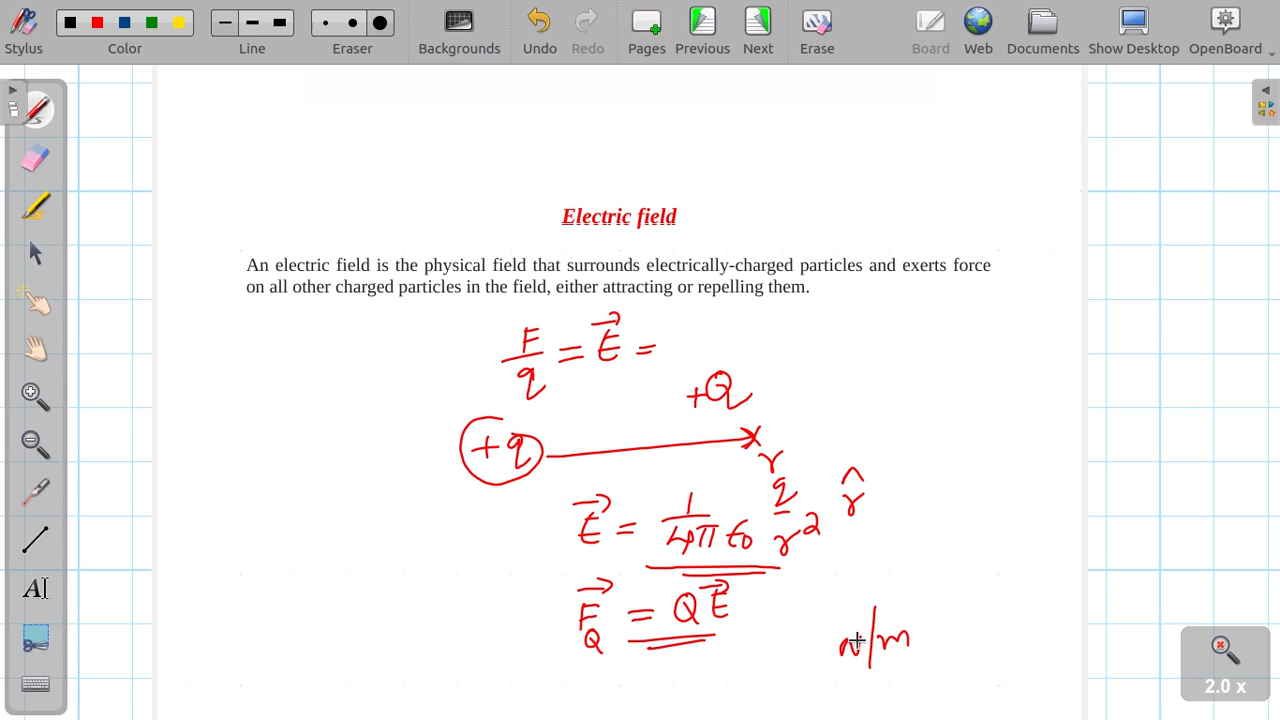 Color Line Eraser
Stylus Backgrounds Undo Redo Pages Previous Next Erase Board Web Documents Show Desktop OpenBoard
Electric field
An electric field is the physical field that surrounds electrically-charged particles and exerts force
on all other charged particles in the field, either attracting or repelling them.
F/q = E⃗ =
+Q
+q
r
E⃗ = 1/4πε0 q/r² r̂
F⃗Q = QE⃗
/m
2.0 x